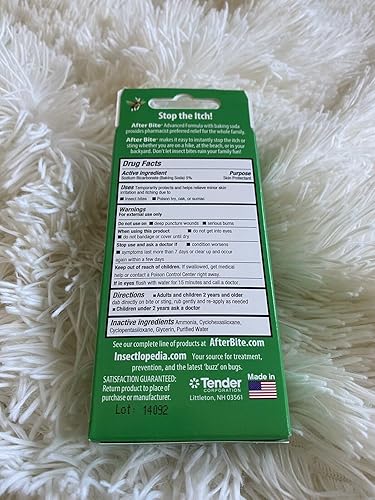 Stop the Itch!
After Bite® Advanced Formula with baking soda
provides pharmacist preferred relief for the whole family.
After Bite® makes it easy to instantly stop the itch or
sting whether you are on a hike, at the beach, or in your
backyard. Don't let insect bites ruin your family fun!
Drug Facts
Active Ingredient Purpose
Sodium Bicarbonate (Baking Soda) 5% Skin Protectant
Uses Temporarily protects and helps relieve minor skin
irritation and itching due to
■ insect bites ■ Poison ivy, oak, or sumac
Warnings
For external use only
Do not use on ■ deep puncture wounds ■ serious burns
When using this product ■ do not get into eyes
■ do not bandage or cover until dry
Stop use and ask a doctor if ■ condition worsens
■ symptoms last more than 7 days or clear up and occur
again within a few days
Keep out of reach of children. If swallowed, get medical
help or contact a Poison Control Center right away.
If in eyes flush with water for 15 minutes and call a doctor
Directions ■ Adults and children 2 years and older
dab directly on bite or sting, rub gently and re-apply as needed
■ Children under 2 years ask a doctor
Inactive Ingredients Ammonia, Cyclohexasiloxane,
Cyclopentasiloxane, Glycerin, Purified Water
See our complete line of products at AfterBite.com
Insectlopedia.com Your source for treatment,
prevention, and the latest 'buzz' on bugs.
SATISFACTION GUARANTEED:
Return product to place of
purchase or manufacturer.
Tender
CORPORATION
Littleton, NH 03561
Made in
Lot: 14092